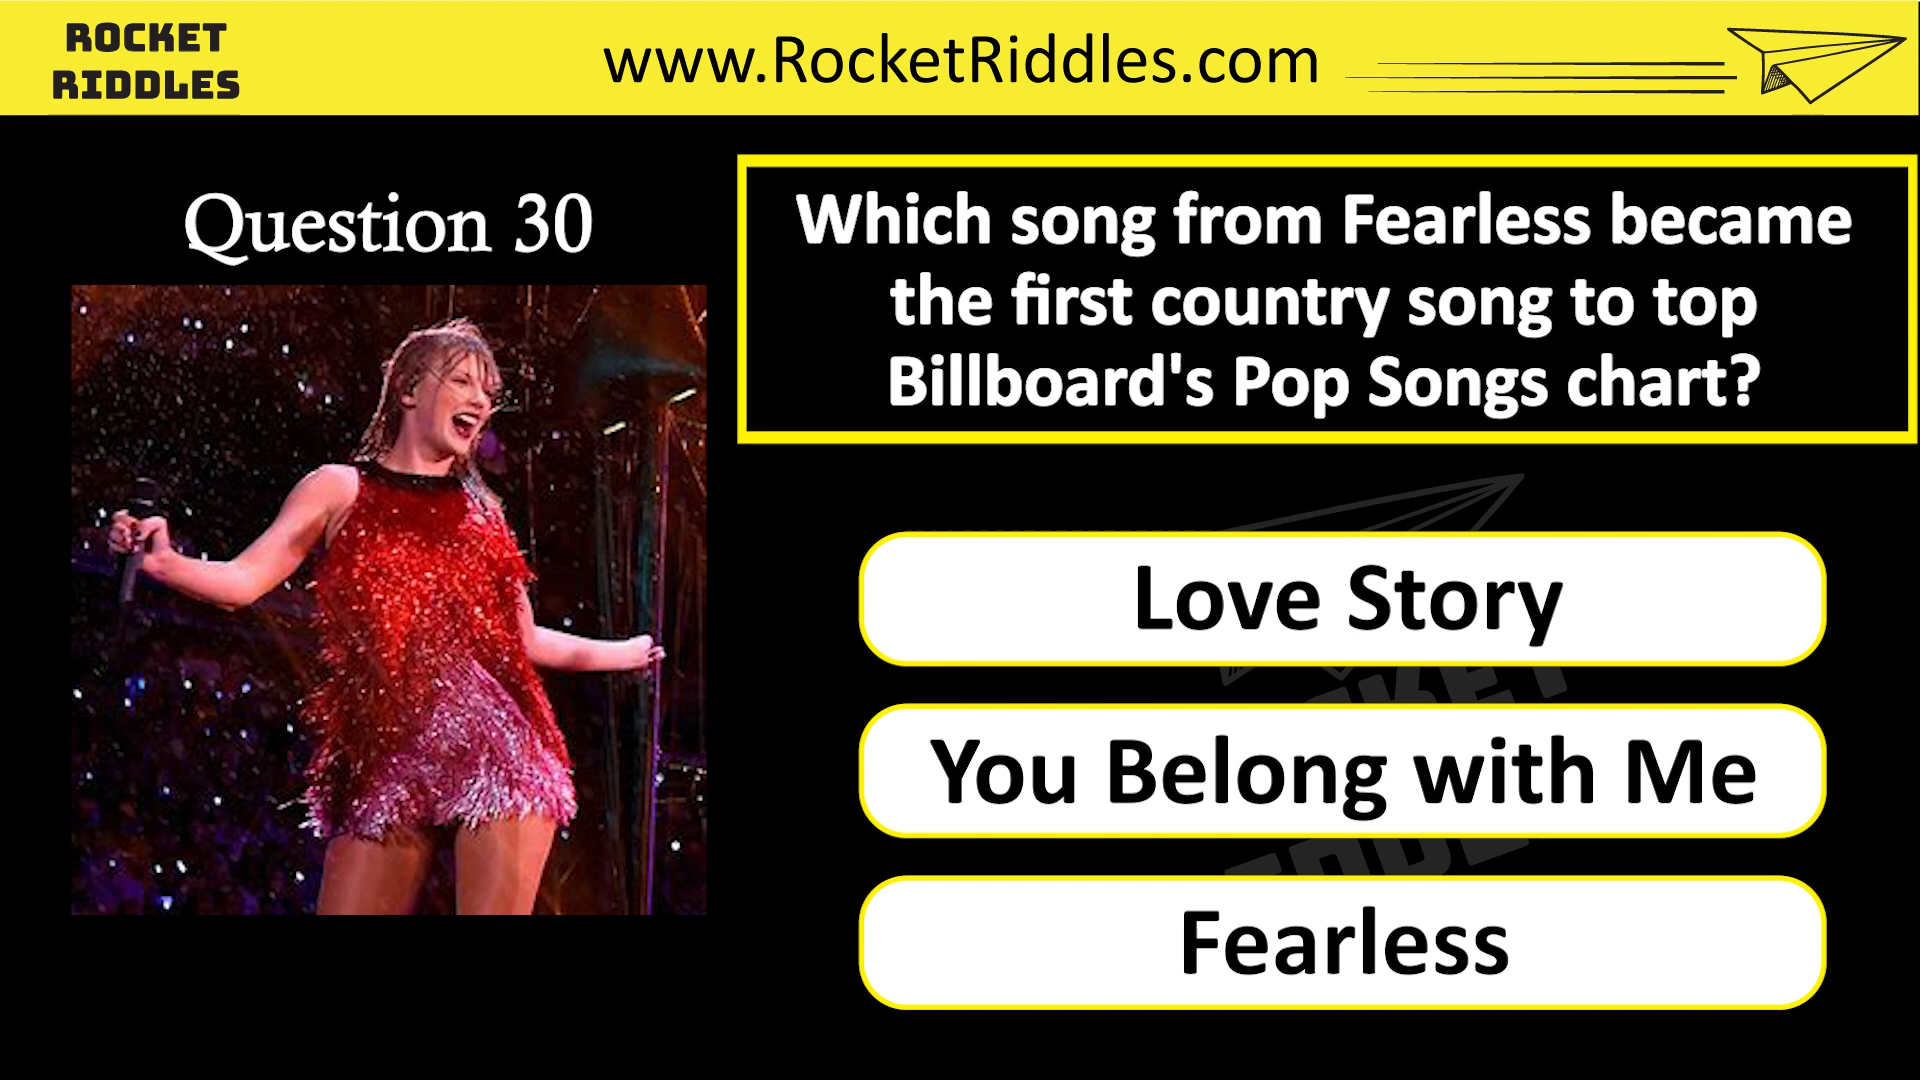 ROCKET
RIDDLES
www.RocketRiddles.com
Question 30
Which song from Fearless became
the first country song to top
Billboard's Pop Songs chart?
Love Story
You Belong with Me
Fearless